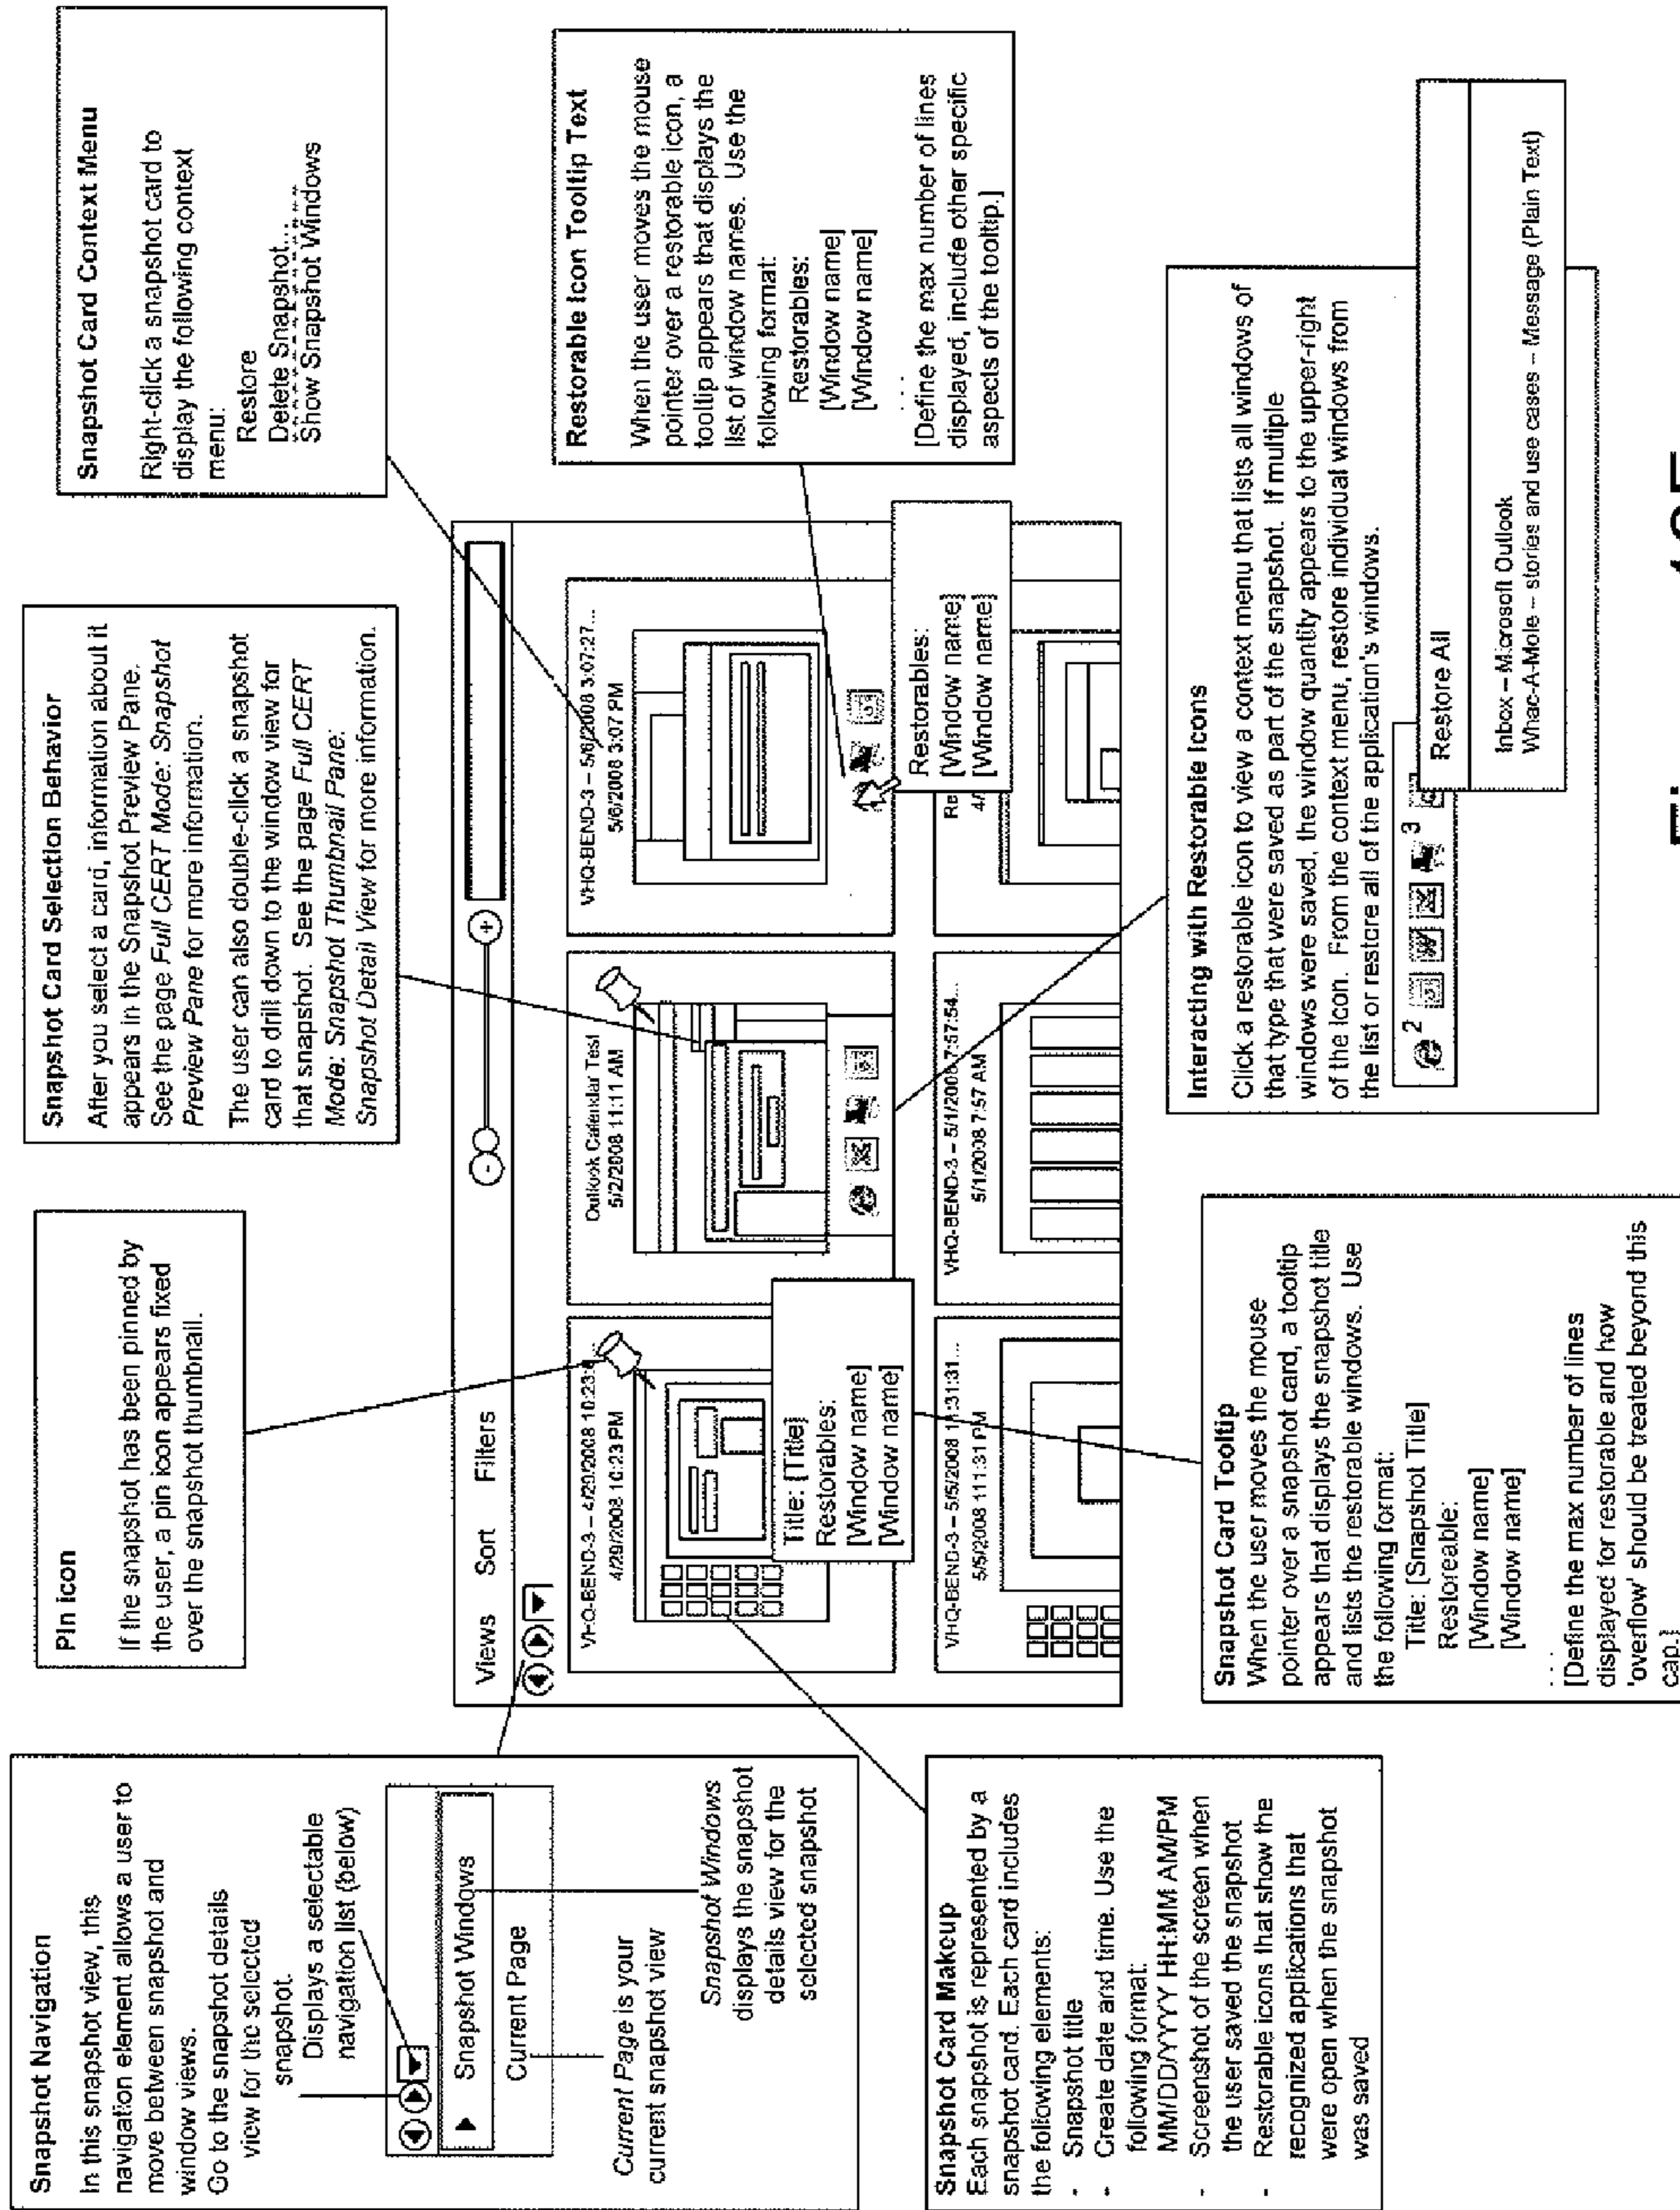 Snapshot Navigation
In this snapshot view, this
navigation element allows a user to
move between snapshot and
window views.
Go to the snapshot details
view for the selected
snapshot.
Displays a selectable
navigation list (below)
Snapshot Windows
Current Page
Current Page is your
current snapshot view
Snapshot Windows
displays the snapshot
details view for the
selected snapshot
Pin icon
If the snapshot has been pinned by
the user, a pin icon appears fixed
over the snapshot thumbnail.
Snapshot Card Selection Behavior
After you select a card, information about it
appears in the Snapshot Preview Pane.
See the page Full CERT Mode: Snapshot
Preview Pane for more information.
The user can also double-click a snapshot
card to drill down to the window view for
that snapshot. See the page Full CERT
Mode: Snapshot Thumbnail Pane:
Snapshot Detail View for more information.
Snapshot Card Context Menu
Right-click a snapshot card to
display the following context
menu:
Restore
Delete Snapshot...
Show Snapshot Windows
Views Sort Filters
- +
VHQ-BEND-3 – 4/29/2008 10:23:
4/29/2008 10:23 PM
Title: [Title]
Restorables:
[Window name]
[Window name]
Outlook Calendar Test
5/2/2008 11:11 AM
VHQ-BEND-3 – 5/6/2008 3:07:27...
5/6/2008 3:07 PM
Restorables:
[Window name]
[Window name]
VHQ-BEND-3 – 5/5/2008 11:31:31...
5/5/2008 111:31 PM
VHQ-BEND-3 – 5/1/2008 7:57:54...
5/1/2008 7:57 AM
Re
4/
Restorable Icon Tooltip Text
When the user moves the mouse
pointer over a restorable icon, a
tooltip appears that displays the
list of window names. Use the
following format:
Restorables:
[Window name]
[Window name]
. . .
[Define the max number of lines
displayed, include other specific
aspects of the tooltip.]
Snapshot Card Makeup
Each snapshot is represented by a
snapshot card. Each card includes
the following elements:
- Snapshot title
- Create date and time. Use the
following format:
MM/DD/YYYY HH:MM AM/PM
- Screenshot of the screen when
the user saved the snapshot
- Restorable icons that show the
recognized applications that
were open when the snapshot
was saved
Snapshot Card Tooltip
When the user moves the mouse
pointer over a snapshot card, a tooltip
appears that displays the snapshot title
and lists the restorable windows. Use
the following format:
Title: [Snapshot Title]
Restoreable:
[Window name]
[Window name]
. . .
[Define the max number of lines
displayed for restorable and how
'overflow' should be treated beyond this
cap.]
Interacting with Restorable Icons
Click a restorable icon to view a context menu that lists all windows of
that type that were saved as part of the snapshot. If multiple
windows were saved, the window quantity appears to the upper-right
of the Icon. From the context menu, restore individual windows from
the list or restore all of the application's windows.
2 3
Restore All
Inbox – Microsoft Outlook
Whac-A-Mole – stories and use cases – Message (Plain Text)